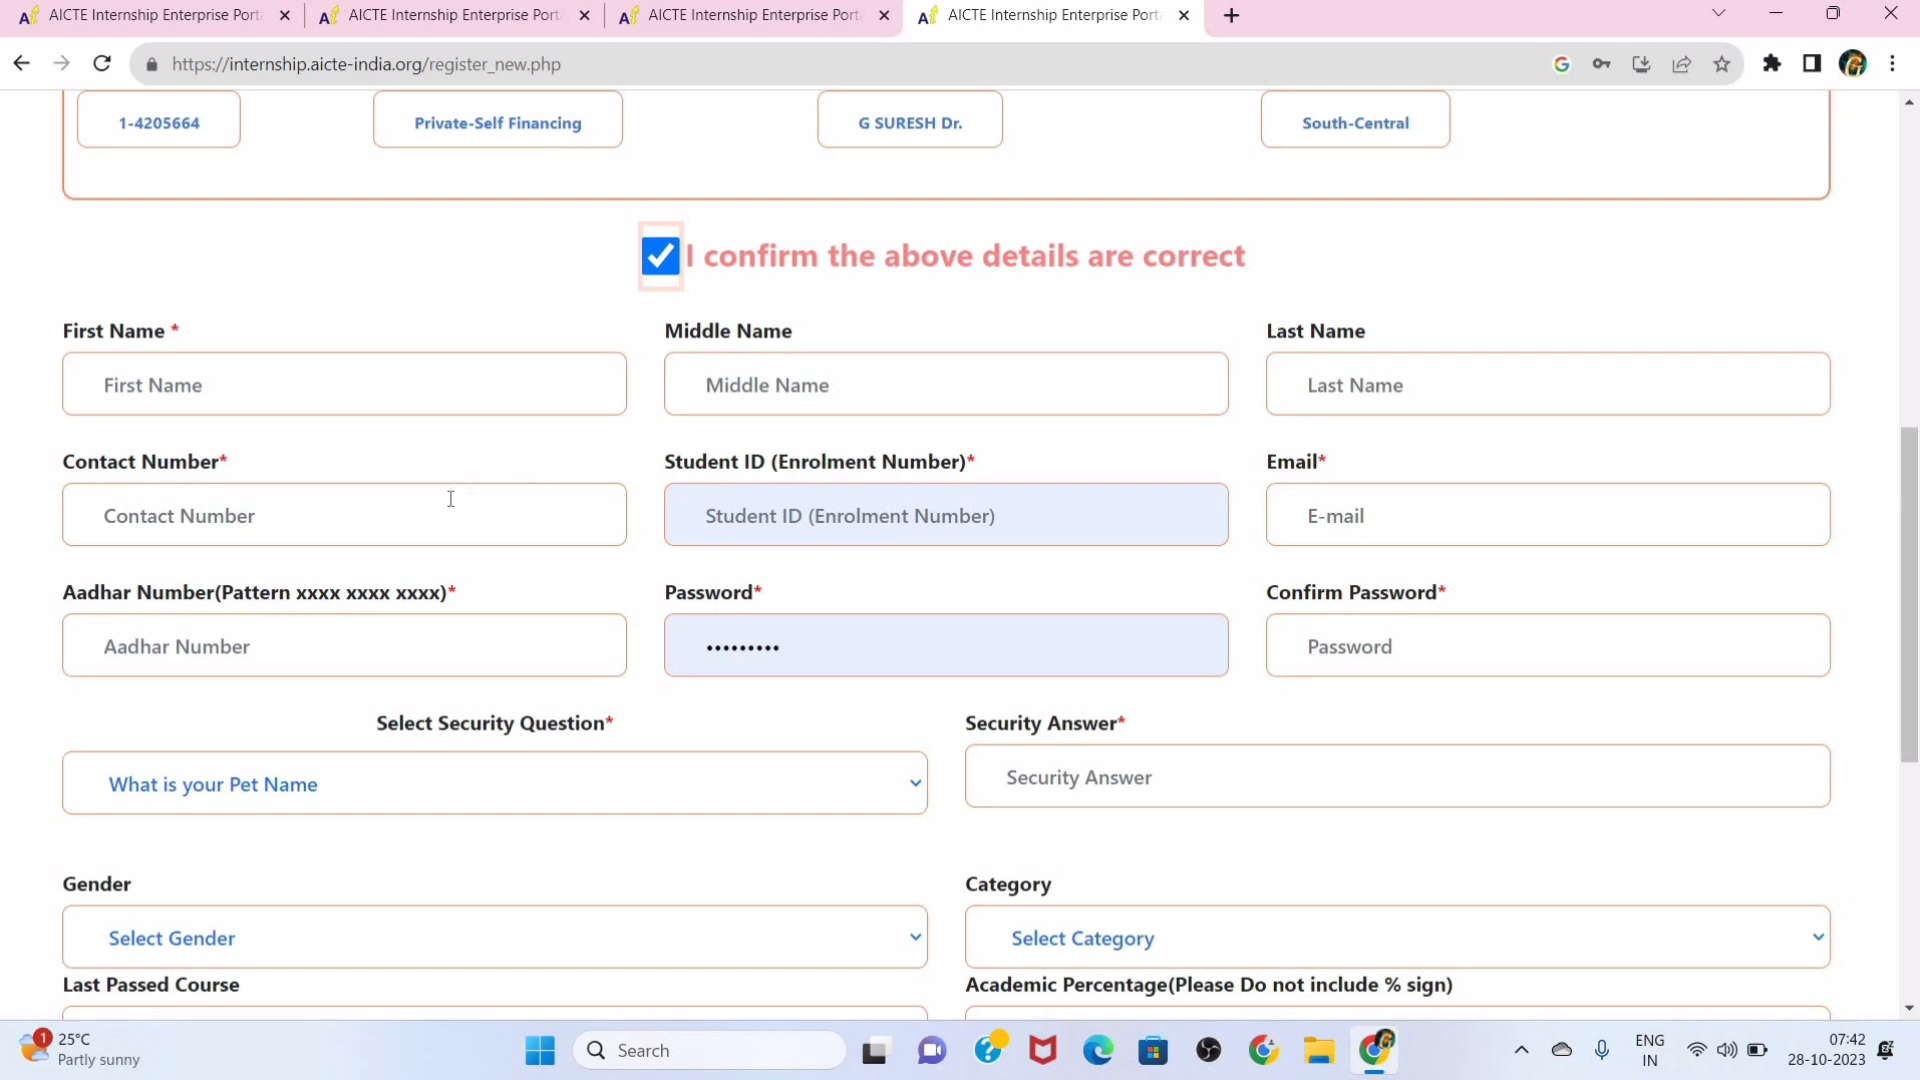 AICTE Internship Enterprise Port
AICTE Internship Enterprise Port
AICTE Internship Enterprise Port
AICTE Internship Enterprise Port
https://internship.aicte-india.org/register_new.php
1-4205664 Private-Self Financing G SURESH Dr. South-Central
I confirm the above details are correct
First Name * Middle Name Last Name
First Name Middle Name Last Name
Contact Number* Student ID (Enrolment Number)* Email*
Contact Number Student ID (Enrolment Number) E-mail
Aadhar Number(Pattern xxxx xxxx xxxx)* Password* Confirm Password*
Aadhar Number ••••••••• Password
Select Security Question* Security Answer*
What is your Pet Name Security Answer
Gender Category
Select Gender Select Category
Last Passed Course Academic Percentage(Please Do not include % sign)
1 25°C
Partly sunny
Search
ENG
IN
07:42
28-10-2023